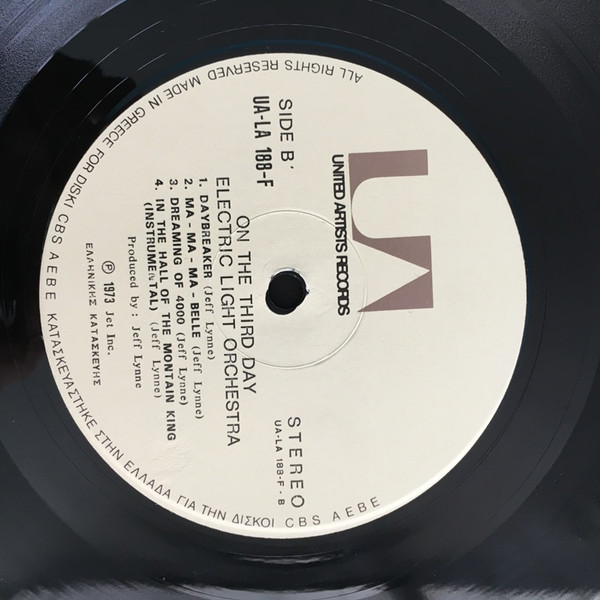 UA
UNITED ARTISTS RECORDS
SIDE B'
UA-LA 188-F
STEREO
UA-LA 188-F-B
ON THE THIRD DAY
ELECTRIC LIGHT ORCHESTRA
1. DAYBREAKER (Jeff Lynne)
2. MA - MA - MA - BELLE (Jeff Lynne)
3. DREAMING OF 4000 (Jeff Lynne)
4. IN THE HALL OF THE MONTAIN KING
(INSTRUMENTAL) (Jeff Lynne)
Produced by: Jeff Lynne
Ⓟ 1973 Jet Inc.
ΕΛΛΗΝΙΚΗΣ ΚΑΤΑΣΚΕΥΗΣ
ALL RIGHTS RESERVED MADE IN GREECE FOR DISKI CBS AEBE ΚΑΤΑΣΚΕΥΑΣΤΗΚΕ ΣΤΗΝ ΕΛΛΑΔΑ ΓΙΑ ΤΗΝ ΔΙΣΚΟΙ CBS AEBE